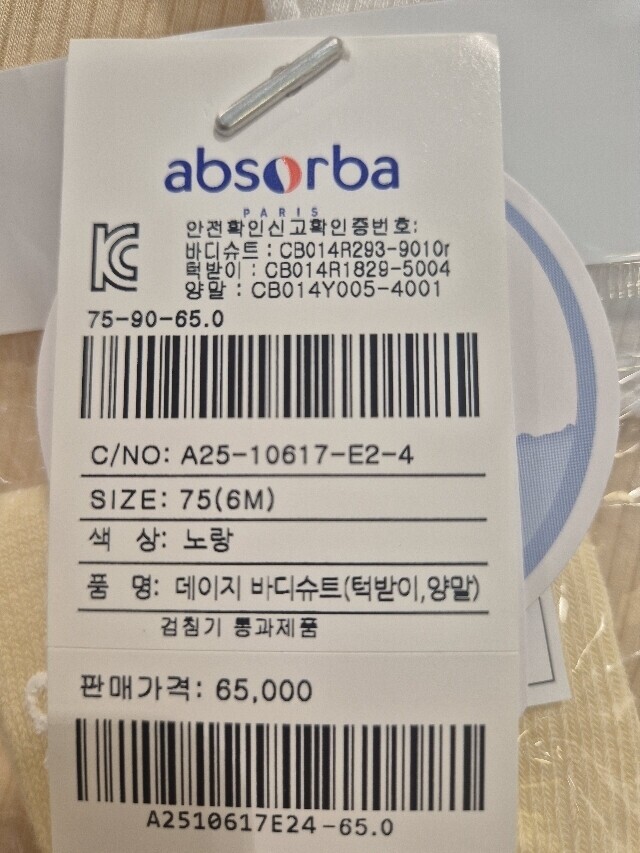 absorba
PARIS
안전확인신고확인증번호:
바디슈트 : CB014R293-9010r
턱받이 : CB014R1829-5004
양말 : CB014Y005-4001
75-90-65.0
C/NO: A25-10617-E2-4
SIZE: 75(6M)
색 상: 노랑
품 명: 데이지 바디슈트(턱받이,양말)
검침기 통과제품
판매가격: 65,000
A2510617E24-65.0